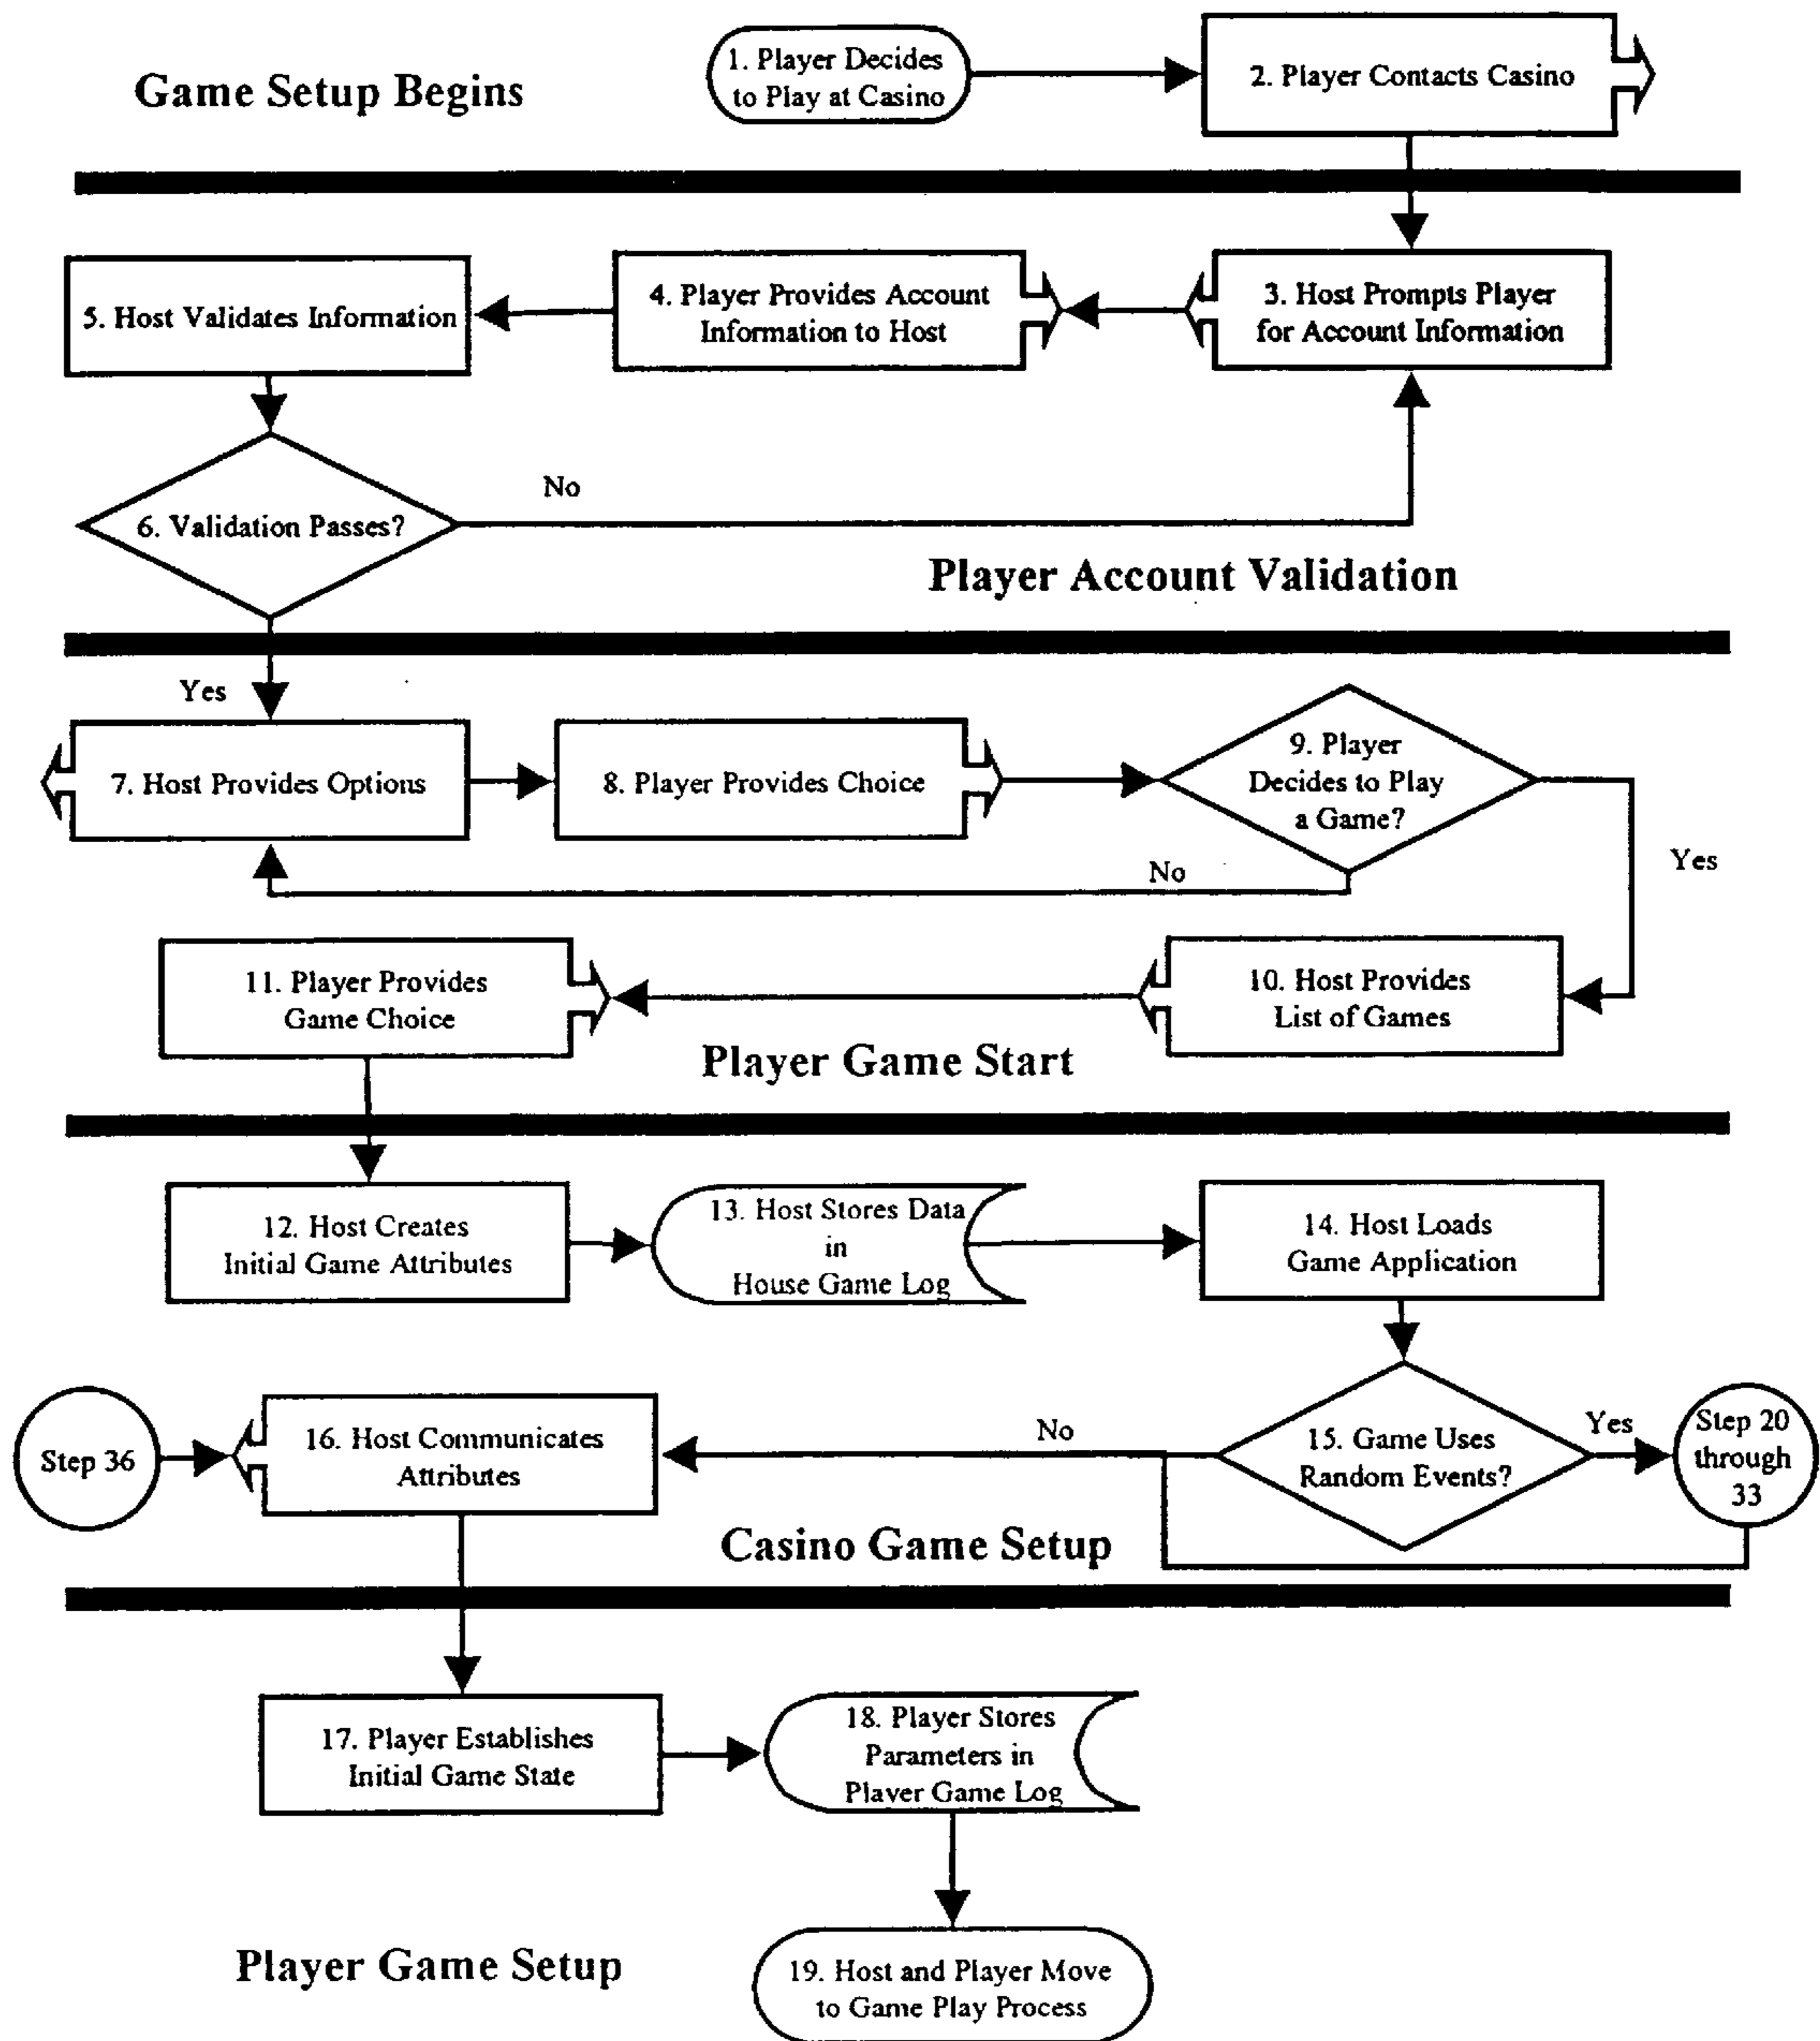 Game Setup Begins
1. Player Decides
to Play at Casino
2. Player Contacts Casino
3. Host Prompts Player
for Account Information
4. Player Provides Account
Information to Host
5. Host Validates Information
6. Validation Passes?
No
Player Account Validation
Yes
7. Host Provides Options
8. Player Provides Choice
9. Player
Decides to Play
a Game?
No
Yes
10. Host Provides
List of Games
11. Player Provides
Game Choice
Player Game Start
12. Host Creates
Initial Game Attributes
13. Host Stores Data
in
House Game Log
14. Host Loads
Game Application
15. Game Uses
Random Events?
Yes
Step 20
through
33
No
16. Host Communicates
Attributes
Step 36
Casino Game Setup
17. Player Establishes
Initial Game State
18. Player Stores
Parameters in
Player Game Log
19. Host and Player Move
to Game Play Process
Player Game Setup